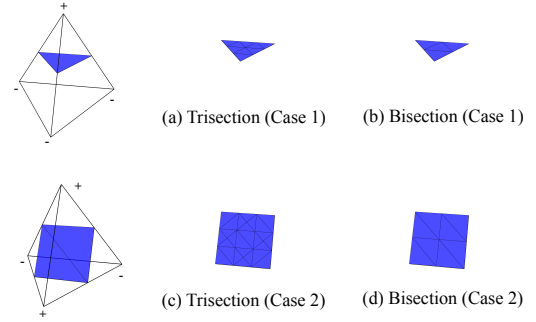 +
-
-
-
(a) Trisection (Case 1)
(b) Bisection (Case 1)
+
-
-
+
(c) Trisection (Case 2)
(d) Bisection (Case 2)